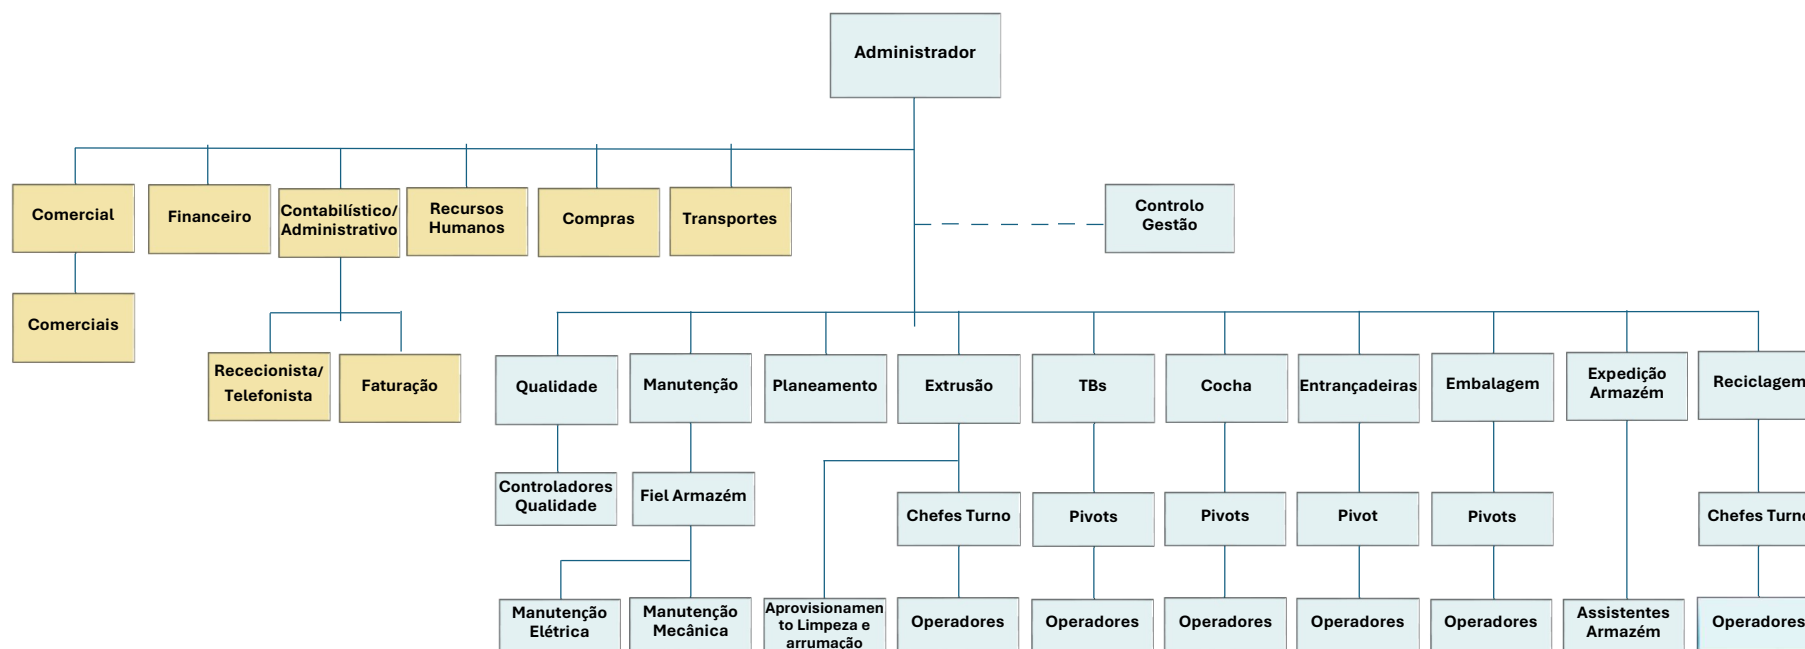 Administrador
Comercial
Financeiro
Contabilístico/
Administrativo
Recursos
Humanos
Compras
Transportes
Controlo
Gestão
Comerciais
Rececionista/
Telefonista
Faturação
Qualidade
Manutenção
Planeamento
Extrusão
TBs
Cocha
Entrançadeiras
Embalagem
Expedição
Armazém
Reciclagem
Controladores
Qualidade
Fiel Armazém
Chefes Turno
Pivots
Pivots
Pivot
Pivots
Chefes Turno
Manutenção
Elétrica
Manutenção
Mecânica
Aprovisionamen
to Limpeza e
arrumação
Operadores
Operadores
Operadores
Operadores
Operadores
Assistentes
Armazém
Operadores